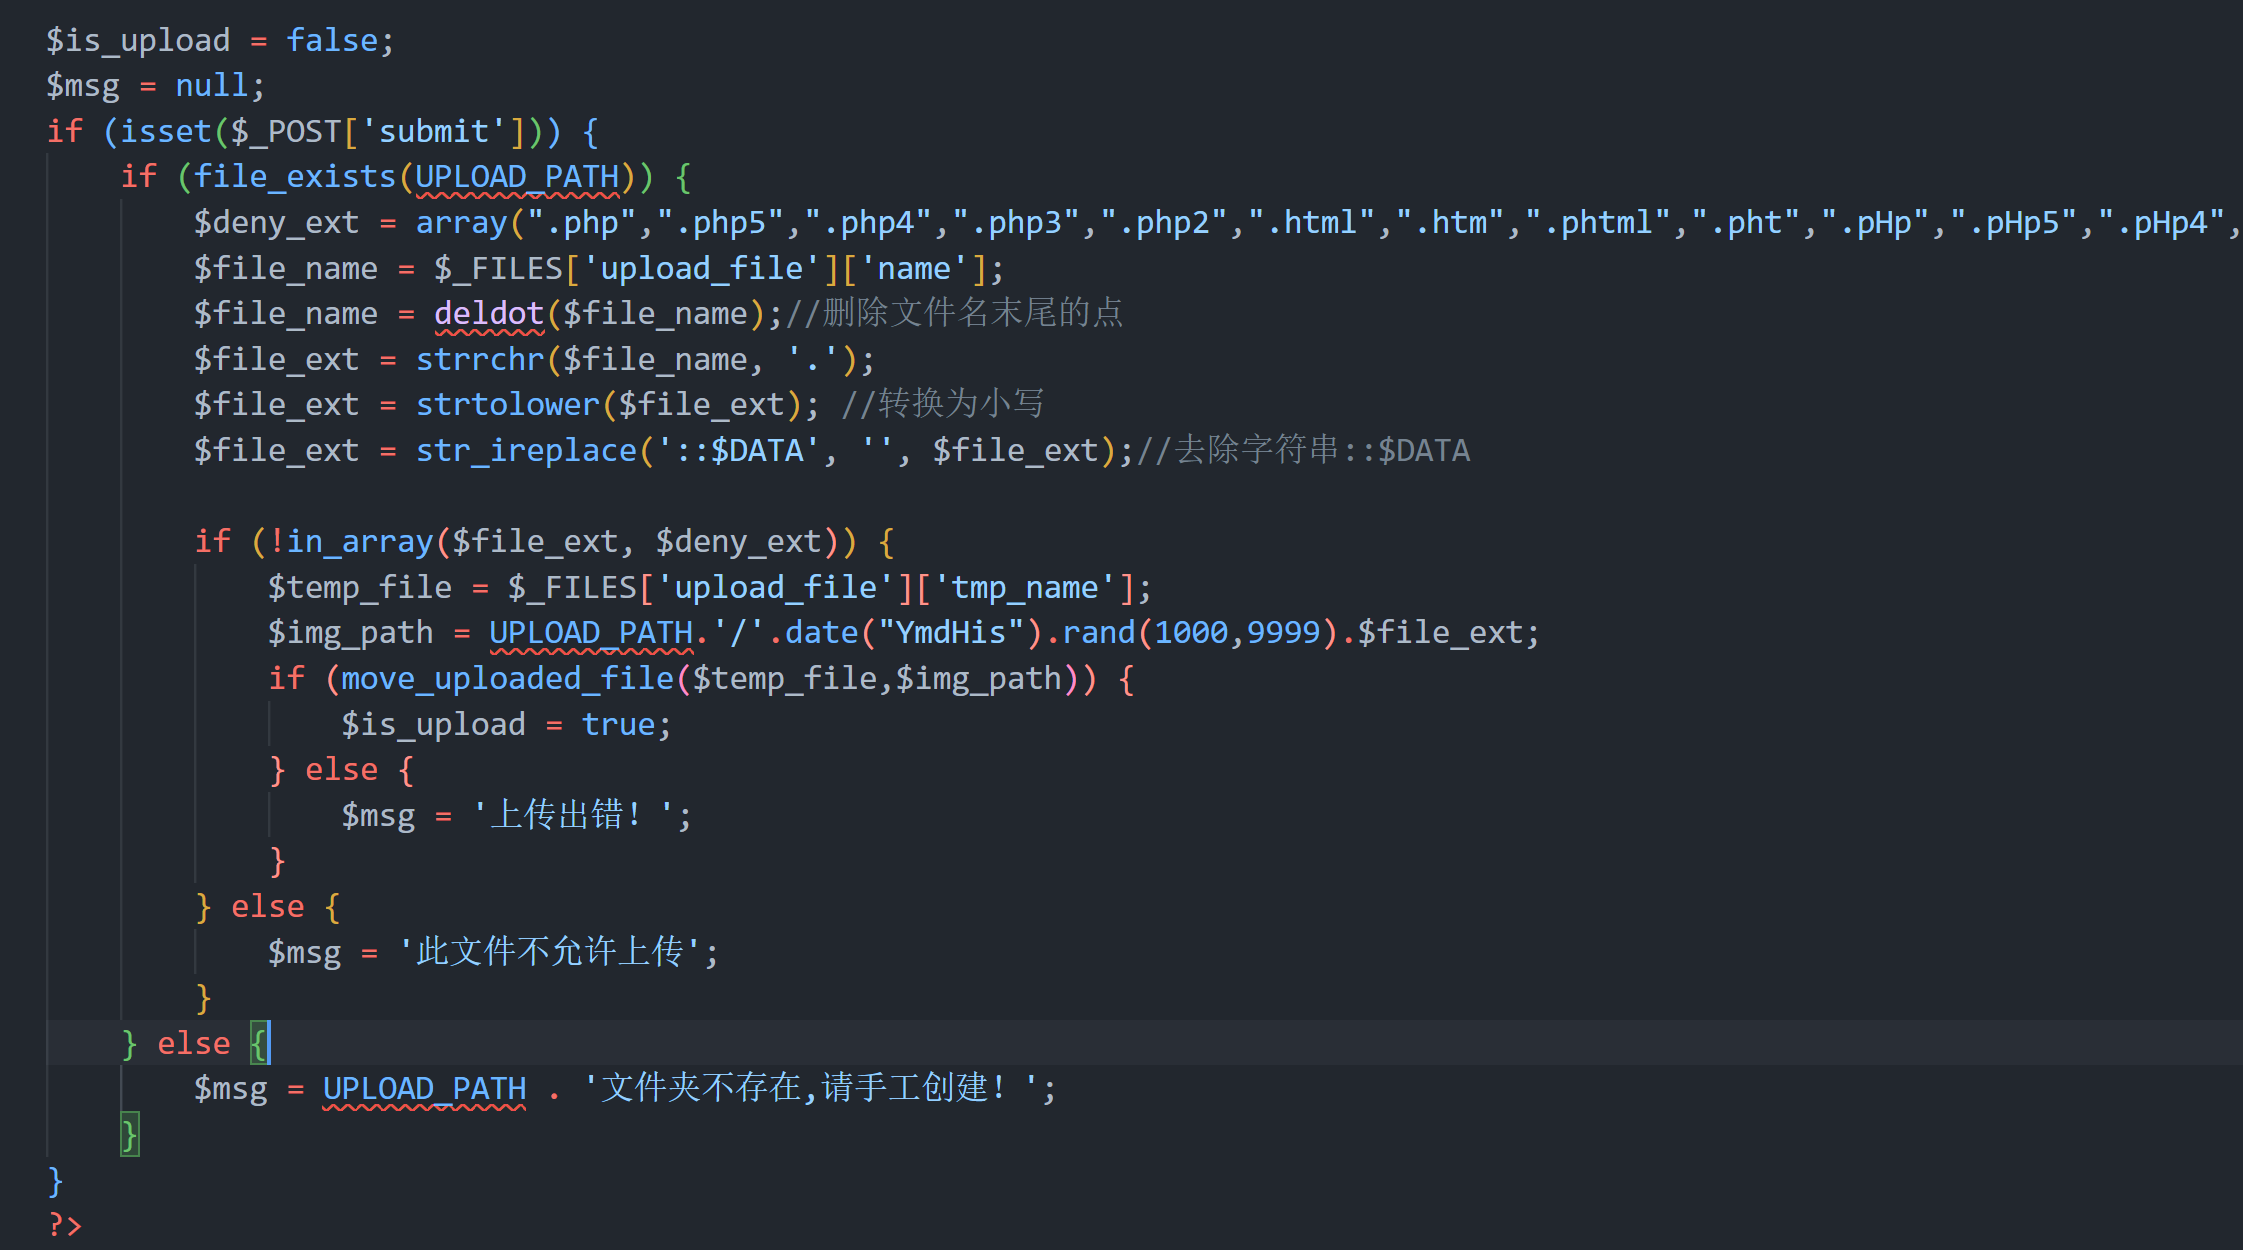 $is_upload = false;
$msg = null;
if (isset($_POST['submit'])) {
    if (file_exists(UPLOAD_PATH)) {
        $deny_ext = array(".php",".php5",".php4",".php3",".php2",".html",".htm",".phtml",".pht",".pHp",".pHp5",".pHp4",
        $file_name = $_FILES['upload_file']['name'];
        $file_name = deldot($file_name);//删除文件名末尾的点
        $file_ext = strrchr($file_name, '.');
        $file_ext = strtolower($file_ext); //转换为小写
        $file_ext = str_ireplace('::$DATA', '', $file_ext);//去除字符串::$DATA
        if (!in_array($file_ext, $deny_ext)) {
            $temp_file = $_FILES['upload_file']['tmp_name'];
            $img_path = UPLOAD_PATH.'/'.date("YmdHis").rand(1000,9999).$file_ext;
            if (move_uploaded_file($temp_file,$img_path)) {
                $is_upload = true;
            } else {
                $msg = '上传出错！';
            }
        } else {
            $msg = '此文件不允许上传';
        }
    } else {
        $msg = UPLOAD_PATH . '文件夹不存在,请手工创建！';
    }
}
?>